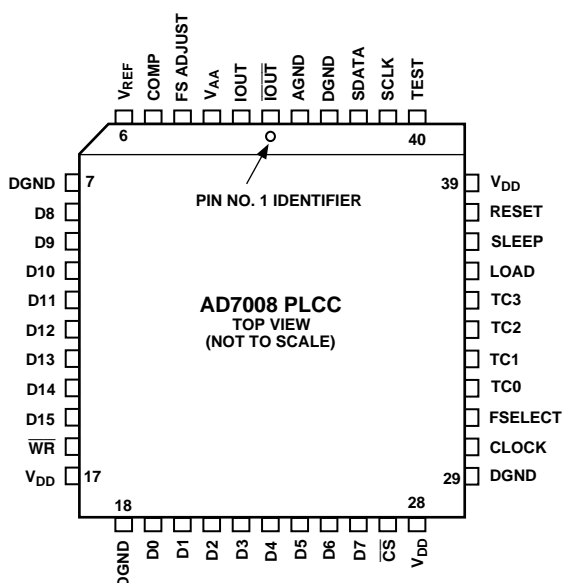 VREF
COMP
FS ADJUST
VAA
IOUT
I̅O̅U̅T̅
AGND
DGND
SDATA
SCLK
TEST
6
40
DGND
7
PIN NO. 1 IDENTIFIER
39
VDD
D8
RESET
D9
SLEEP
D10
LOAD
D11
TC3
D12
TC2
D13
TC1
D14
TC0
D15
FSELECT
W̅R̅
CLOCK
VDD
17
29
DGND
AD7008 PLCC
TOP VIEW
(NOT TO SCALE)
18
28
DGND
D0
D1
D2
D3
D4
D5
D6
D7
C̅S̅
VDD